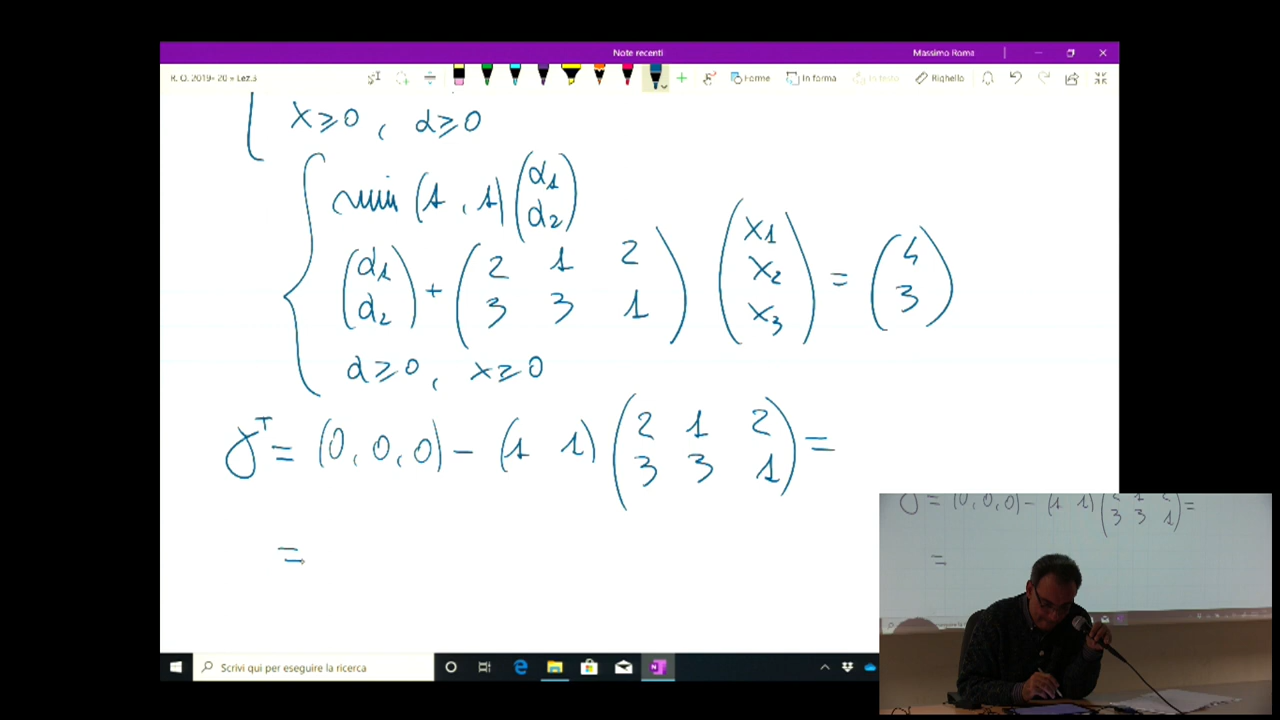 Note recenti
Massimo Roma
R. O. 2019-20 » Lez.3
Forme
In forma
In testo
Righello
x ≥ 0 , α ≥ 0
min (1 , 1) (α1 α2)
(α1 α2) + (2 1 2 3 3 1) (x1 x2 x3) = (4 3)
α ≥ 0 , x ≥ 0
γT = (0, 0, 0) − (1 1) (2 1 2 3 3 1) =
=
Scrivi qui per eseguire la ricerca